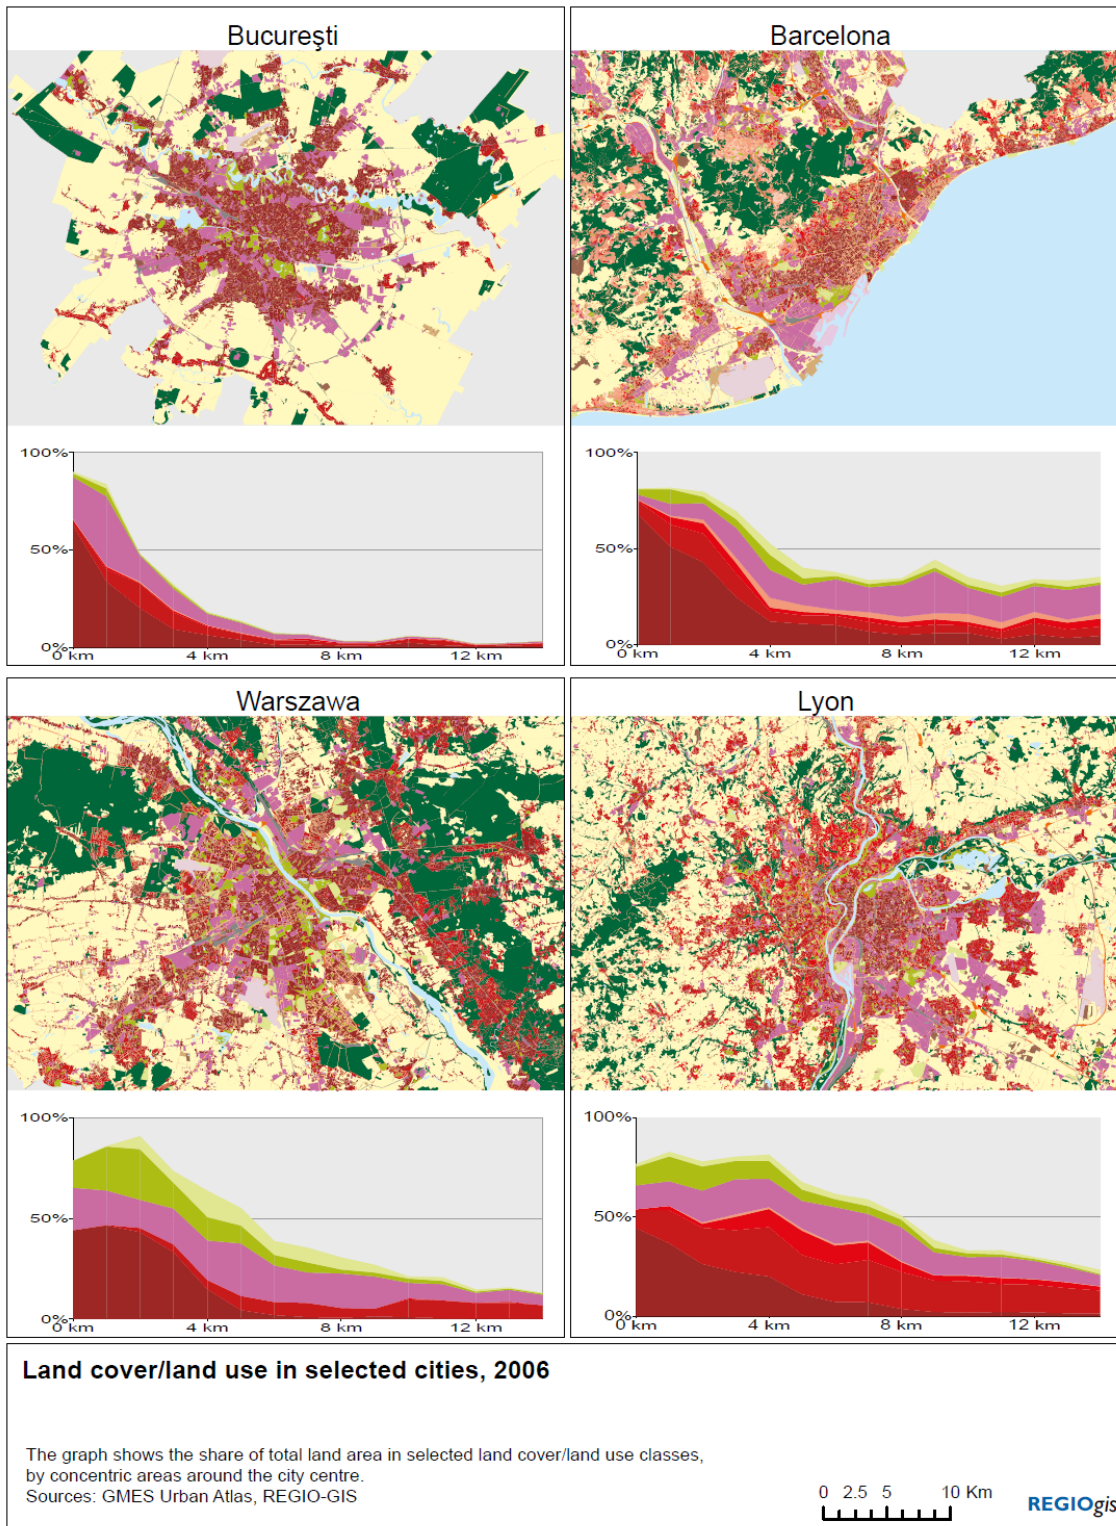 Bucureşti
Barcelona
100%
50%
0%
0 km
4 km
8 km
12 km
100%
50%
0%
0 km
4 km
8 km
12 km
Warszawa
Lyon
100%
50%
0%
0 km
4 km
8 km
12 km
100%
50%
0%
0 km
4 km
8 km
12 km
Land cover/land use in selected cities, 2006
The graph shows the share of total land area in selected land cover/land use classes,
by concentric areas around the city centre.
Sources: GMES Urban Atlas, REGIO-GIS
0 2.5 5 10 Km
REGIOgis